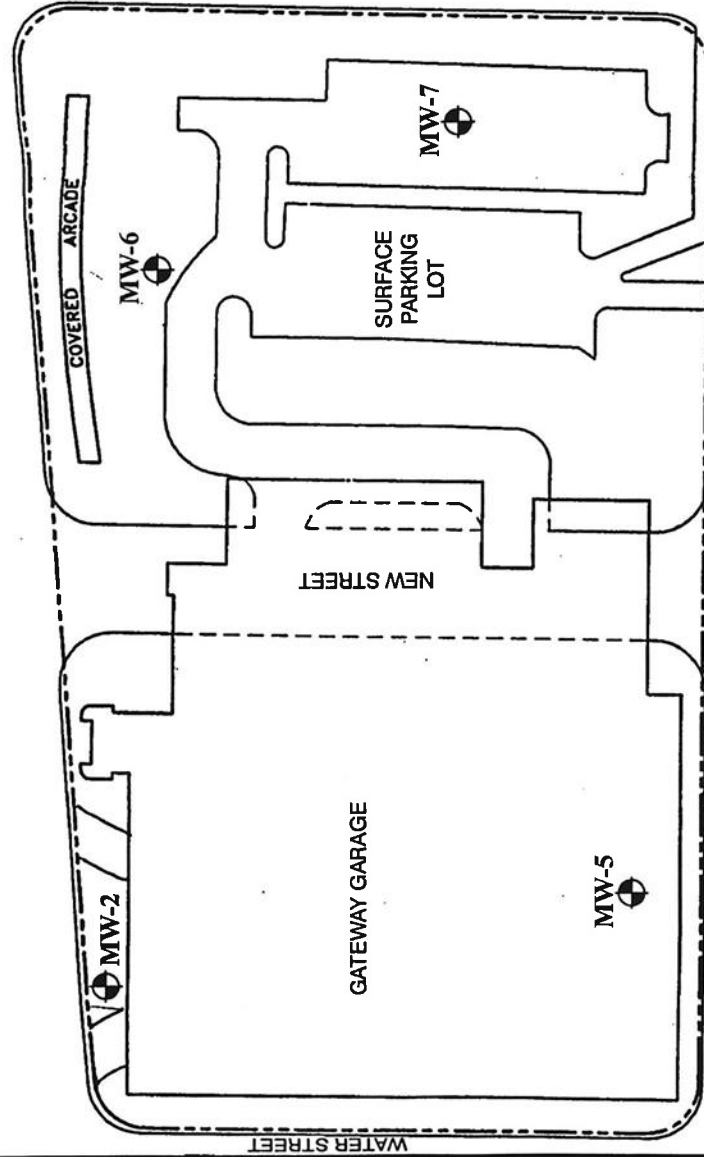 COVERED ARCADE
MW-6
MW-7
SURFACE
PARKING
LOT
NEW STREET
MW-2
GATEWAY GARAGE
MW-5
WATER STREET